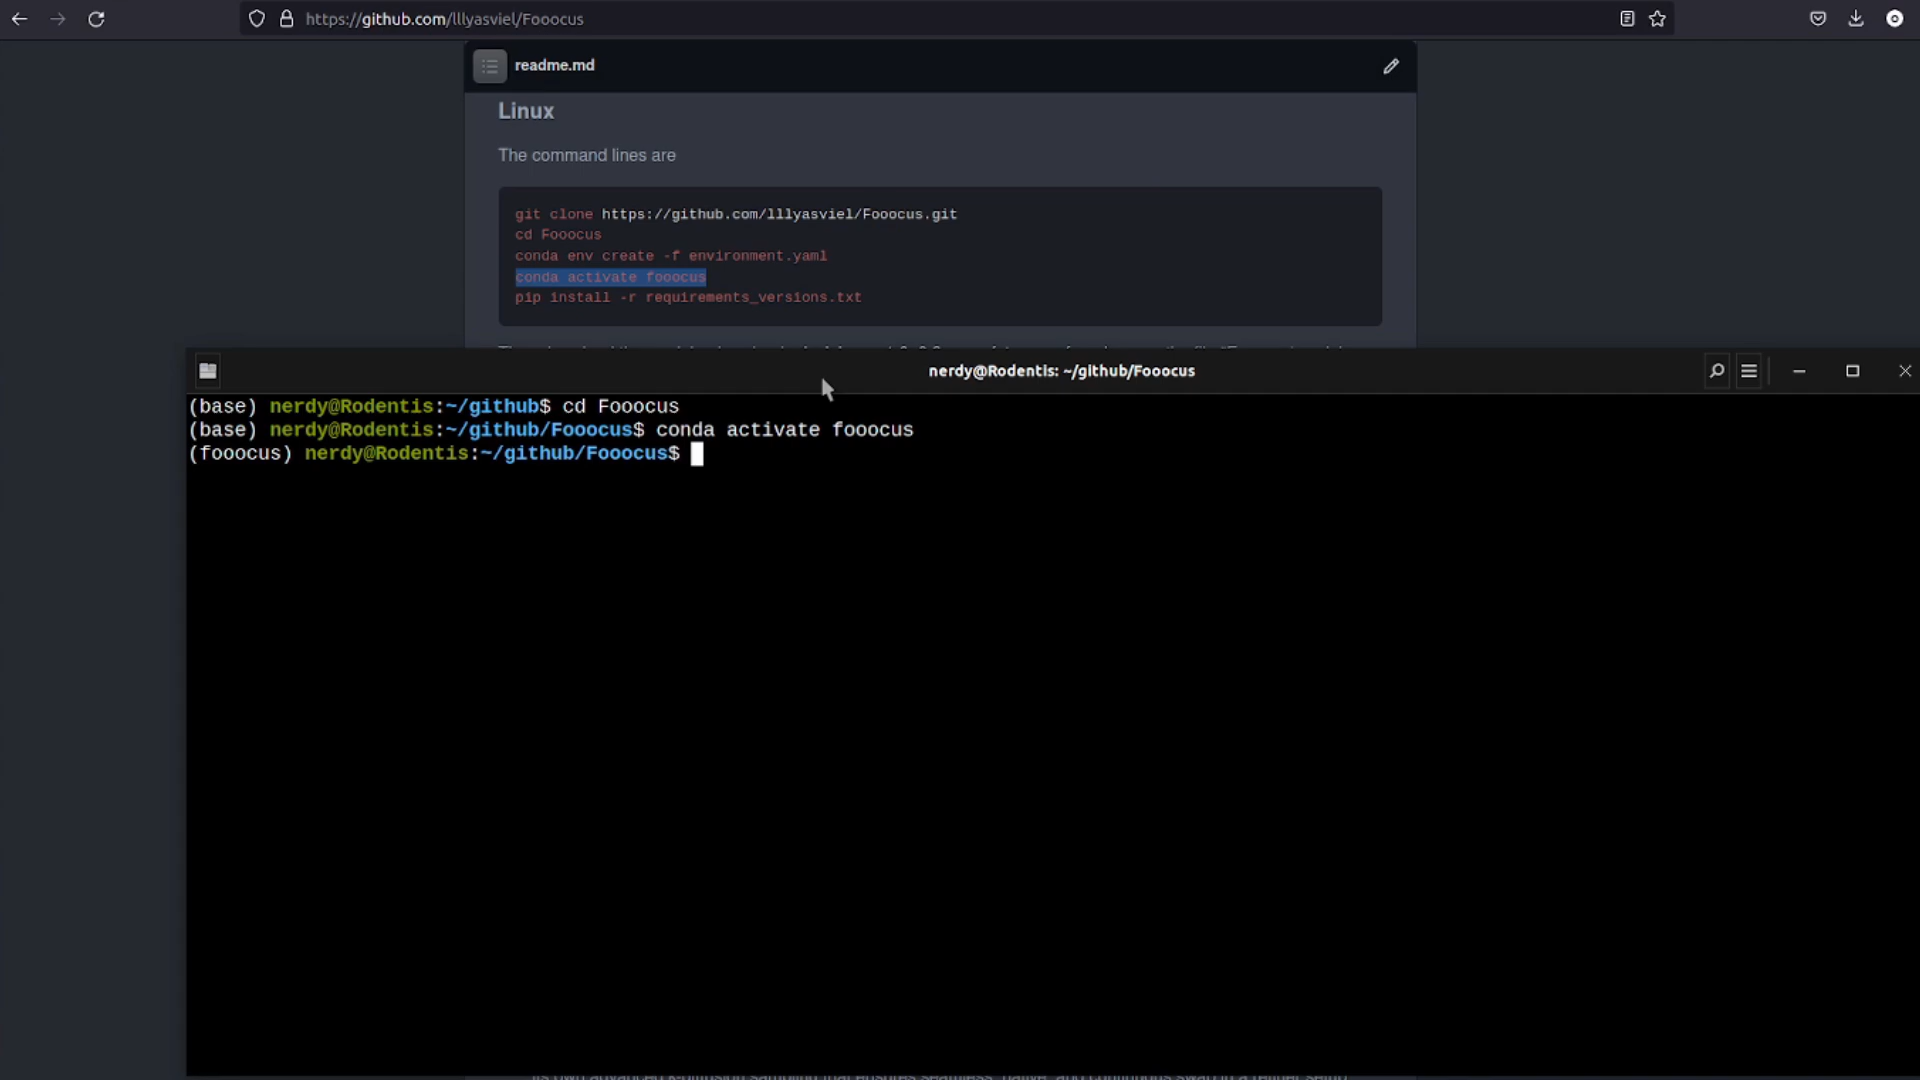 https://github.com/lllyasviel/Fooocus
readme.md
Linux
The command lines are
git clone https://github.com/lllyasviel/Fooocus.git
cd Fooocus
conda env create -f environment.yaml
conda activate fooocus
pip install -r requirements_versions.txt
nerdy@Rodentis: ~/github/Fooocus
(base) nerdy@Rodentis:~/github$ cd Fooocus
(base) nerdy@Rodentis:~/github/Fooocus$ conda activate fooocus
(fooocus) nerdy@Rodentis:~/github/Fooocus$